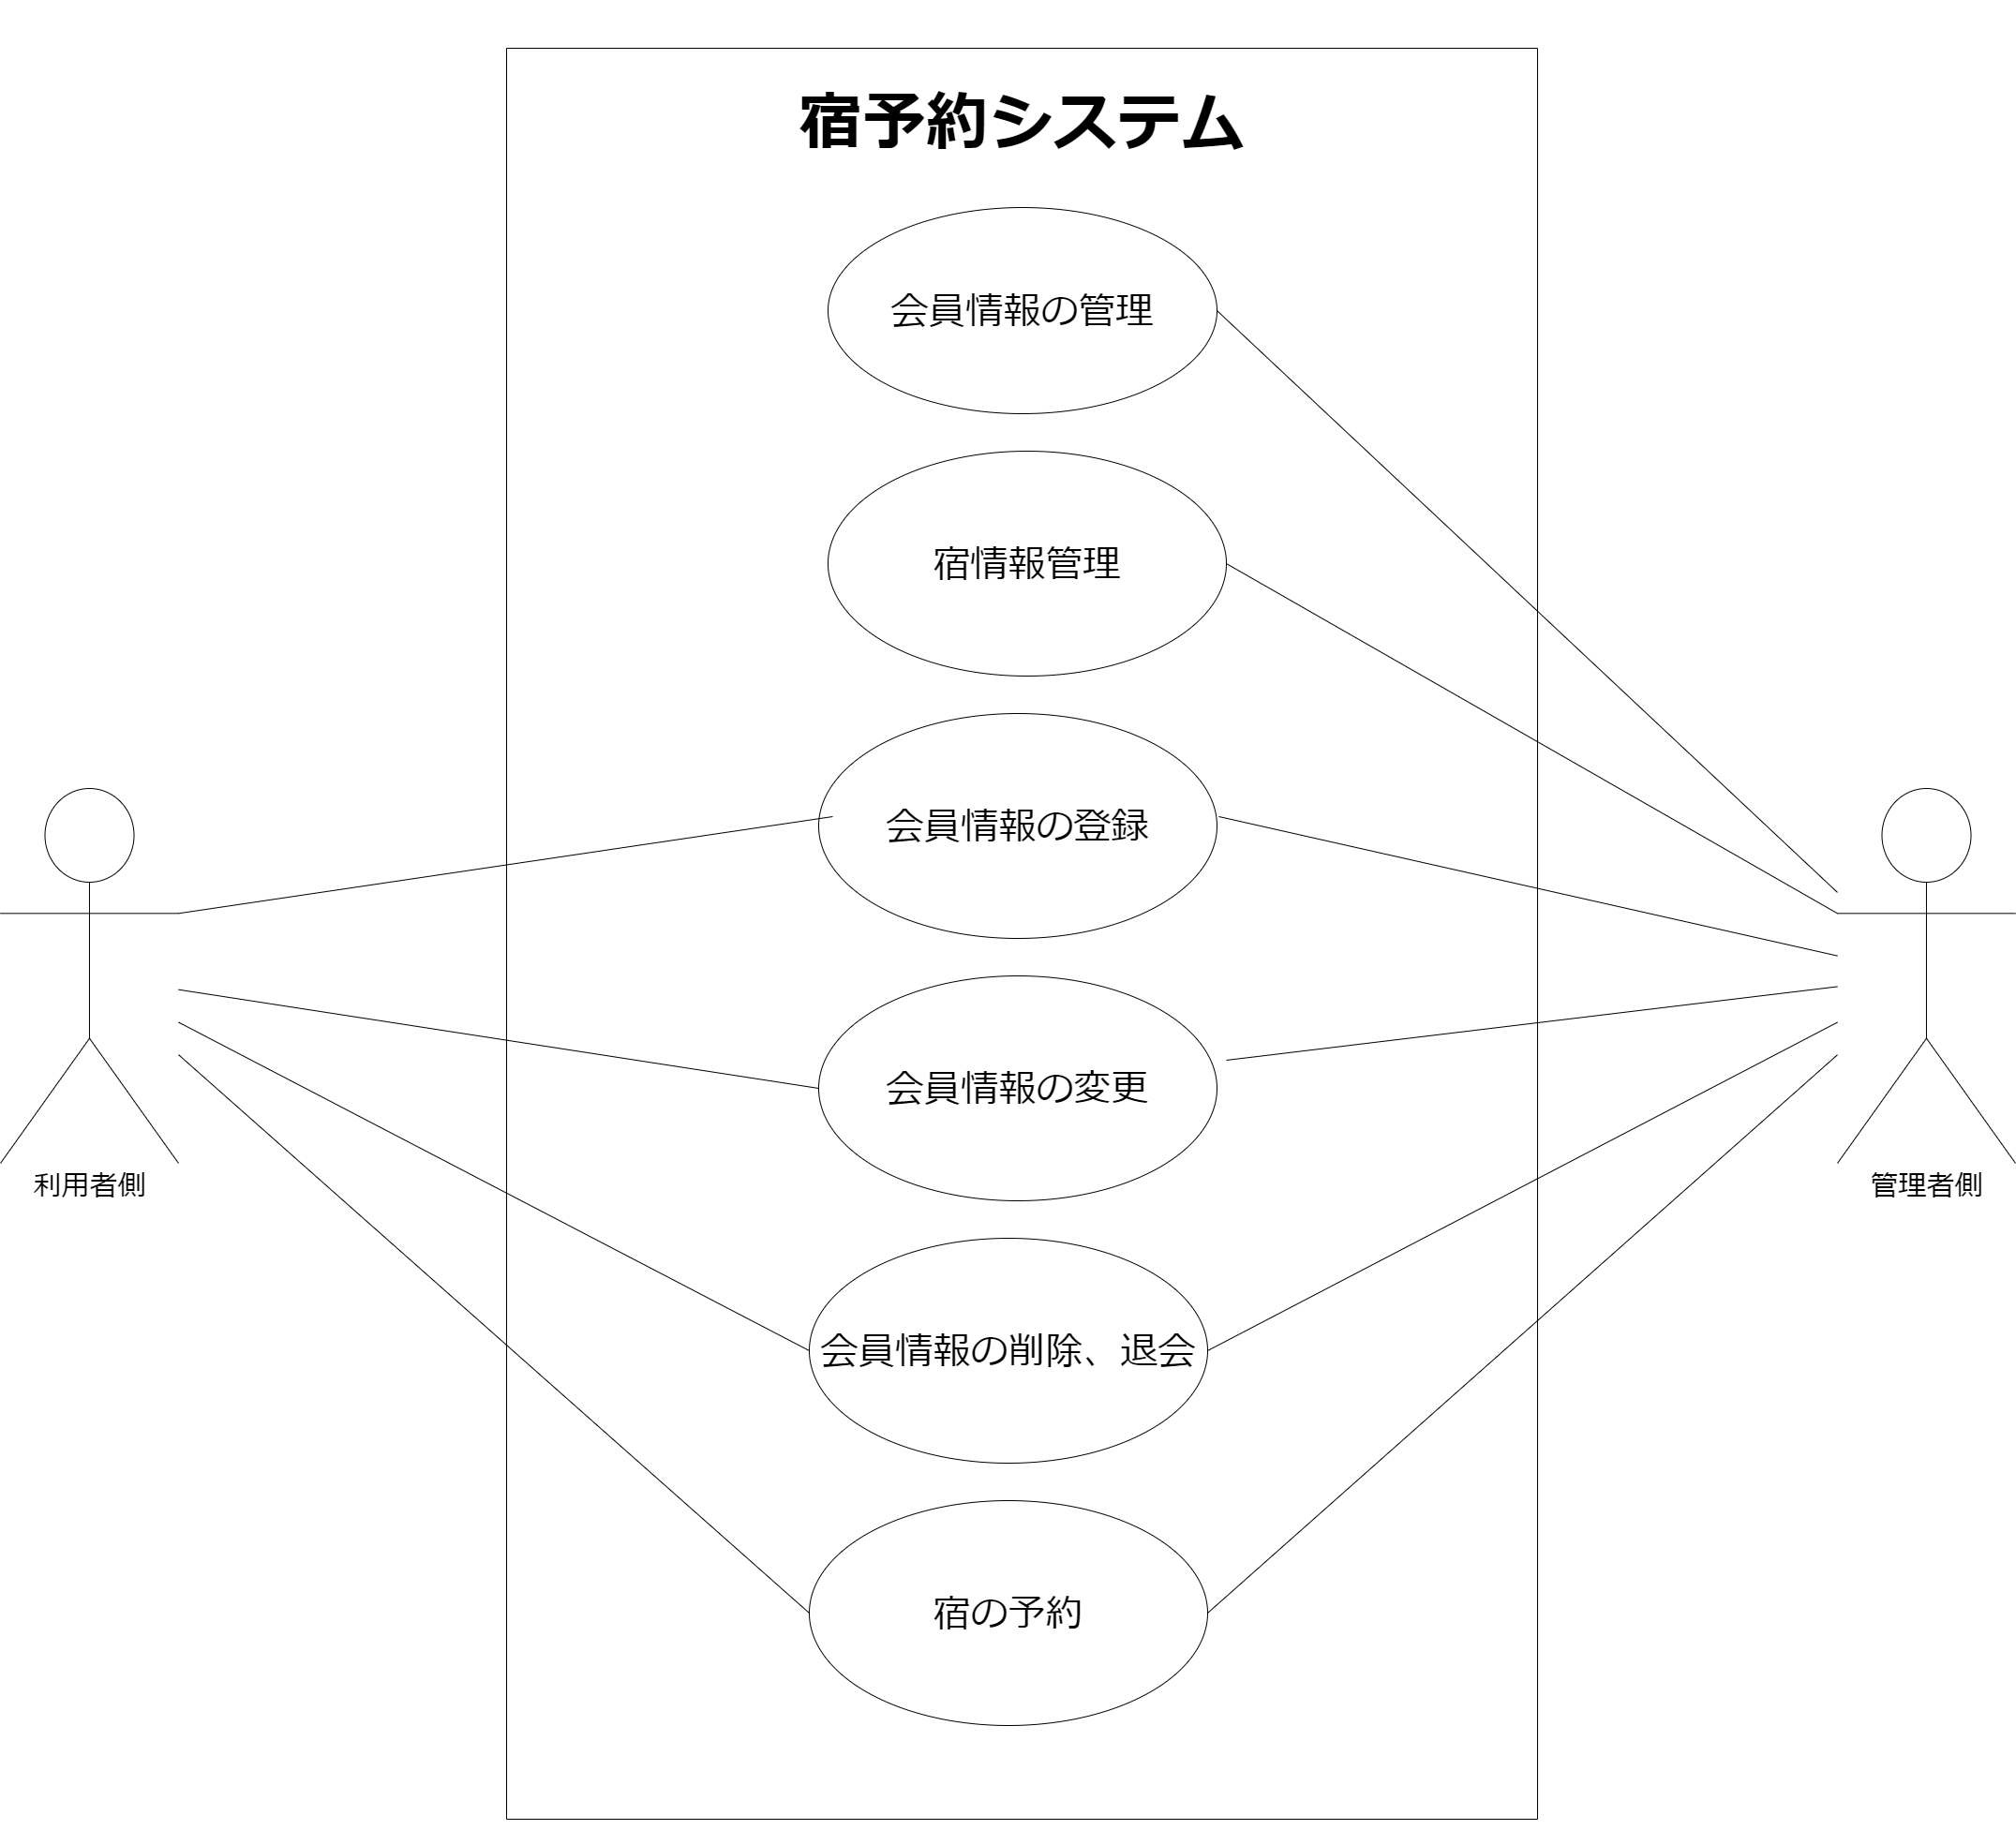 宿予約システム
会員情報の管理
宿情報管理
会員情報の登録
会員情報の変更
利用者側
管理者側
会員情報の削除、退会
宿の予約